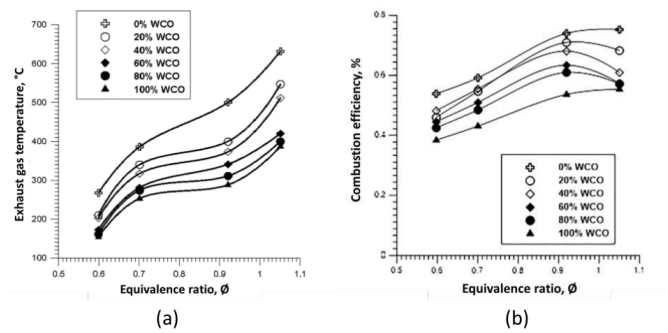 700
600
500
400
300
200
100
0.5
0.6
0.7
0.8
0.9
1
1.1
Exhaust gas temperature, °C
Equivalence ratio, Ø
0% WCO
20% WCO
40% WCO
60% WCO
80% WCO
100% WCO
(a)
0.8
0.6
0.4
0.2
0
0.5
0.6
0.7
0.8
0.9
1
1.1
Combustion efficiency, %
Equivalence ratio, Ø
0% WCO
20% WCO
40% WCO
60% WCO
80% WCO
100% WCO
(b)